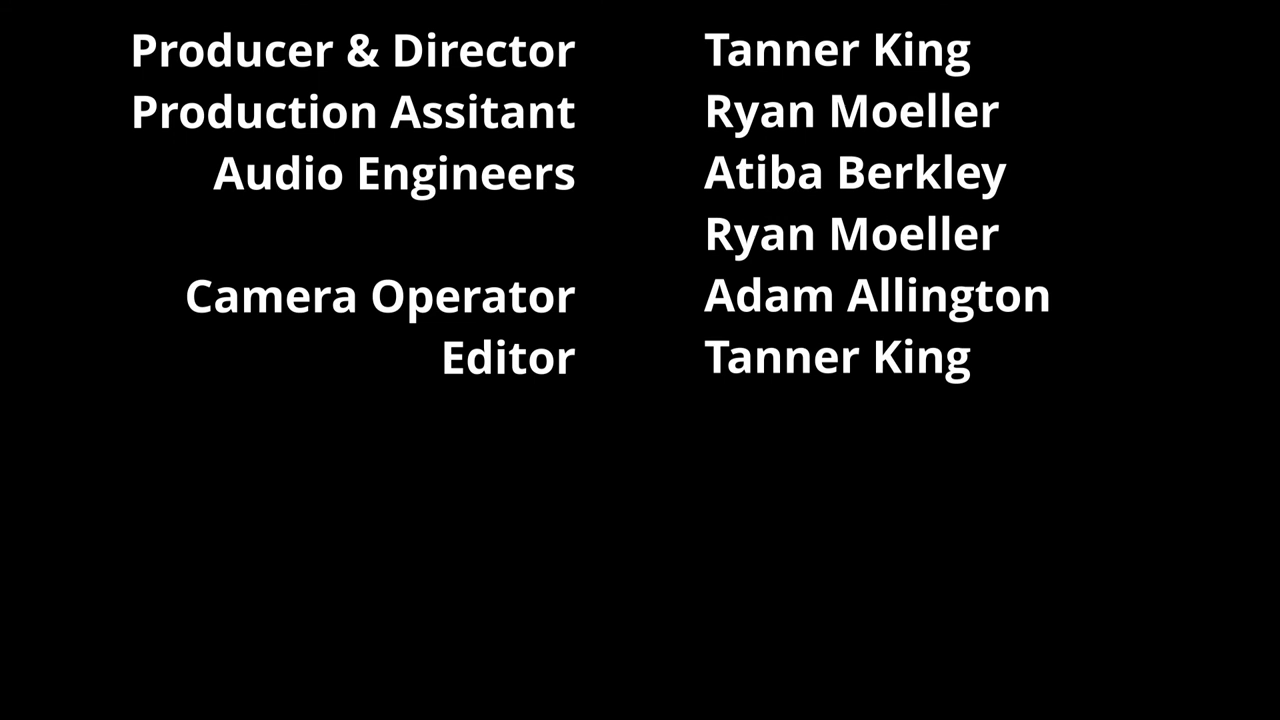 Producer & Director Tanner King
Production Assitant Ryan Moeller
Audio Engineers Atiba Berkley
Ryan Moeller
Camera Operator Adam Allington
Editor Tanner King